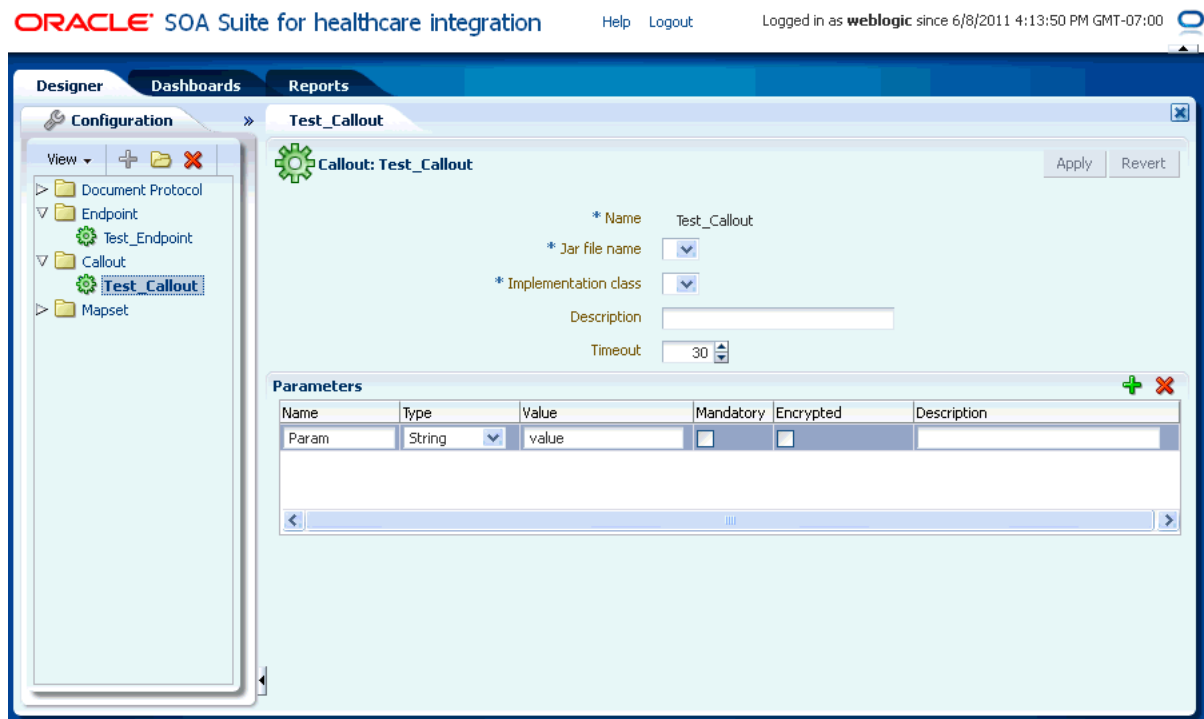 ORACLE SOA Suite for healthcare integration Help Logout Logged in as weblogic since 6/8/2011 4:13:50 PM GMT-07:00
Designer Dashboards Reports
Configuration » Test_Callout
View
Callout: Test_Callout Apply Revert
Document Protocol
Endpoint
Test_Endpoint
Callout
Test_Callout
Mapset
* Name Test_Callout
* Jar file name
* Implementation class
Description
Timeout 30
Parameters
Name Type Value Mandatory Encrypted Description
Param String value